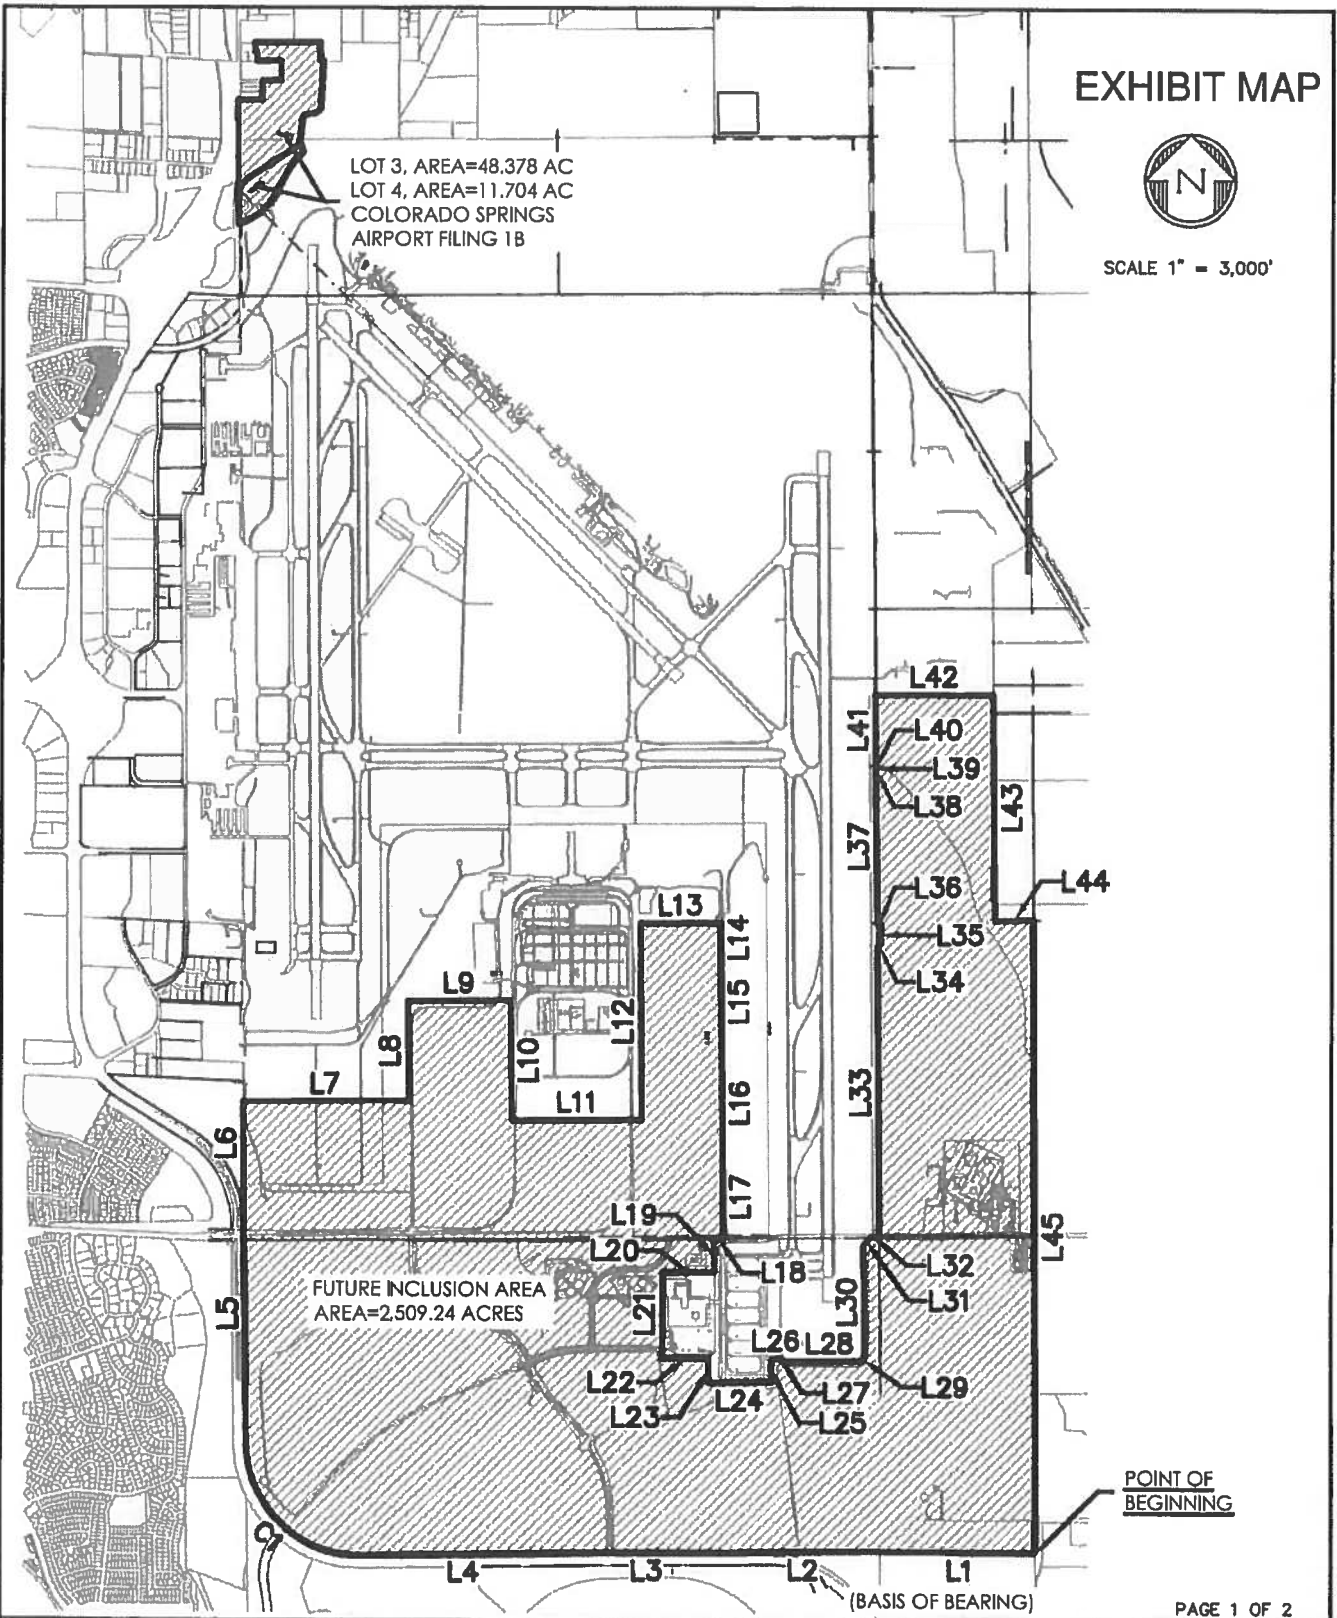 EXHIBIT MAP
N
SCALE 1" = 3,000'
LOT 3, AREA=48.378 AC
LOT 4, AREA=11.704 AC
COLORADO SPRINGS
AIRPORT FILING 1B
L42
L41
L40
L39
L38
L43
L37
L36
L44
L35
L34
L13
L14
L15
L9
L12
L8
L10
L7
L11
L16
L33
L6
L17
L19
L20
L18
L32
L31
L45
FUTURE INCLUSION AREA
AREA=2,509.24 ACRES
L5
L21
L30
L26
L28
L22
L27
L29
L24
L23
L25
POINT OF
BEGINNING
C1
L4
L3
L2
L1
(BASIS OF BEARING)
PAGE 1 OF 2